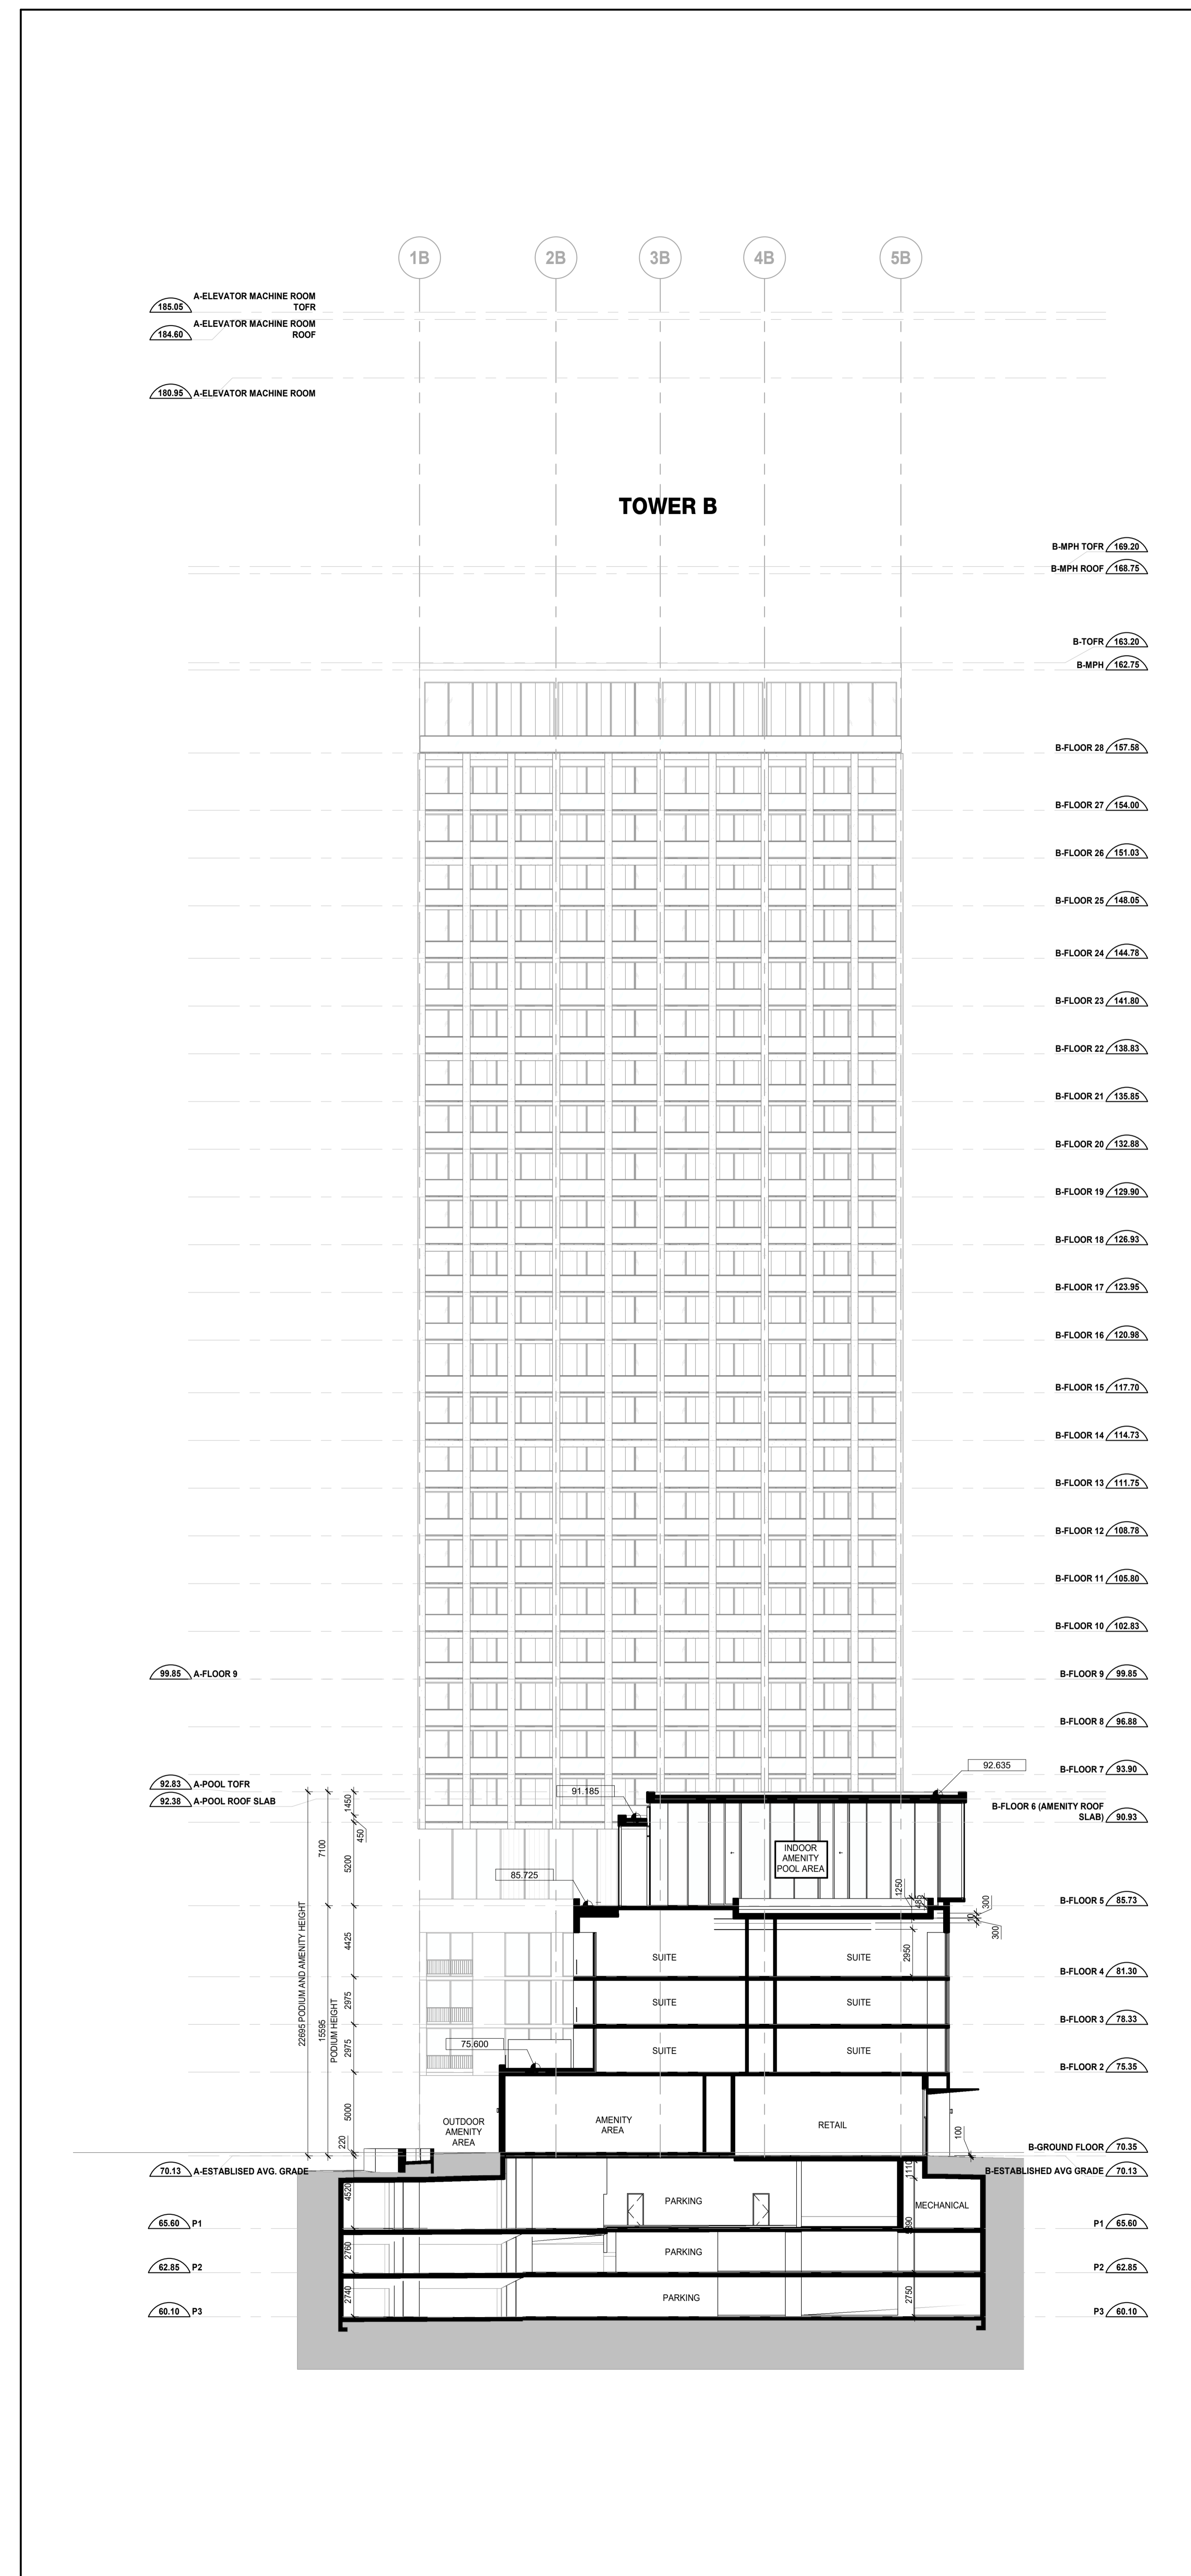 1B
2B
3B
4B
5B
A-ELEVATOR MACHINE ROOM
TOFR
185.05
A-ELEVATOR MACHINE ROOM
ROOF
184.60
180.95 A-ELEVATOR MACHINE ROOM
TOWER B
B-MPH TOFR 169.20
B-MPH ROOF 168.75
B-TOFR 163.20
B-MPH 162.75
B-FLOOR 28 157.58
B-FLOOR 27 154.00
B-FLOOR 26 151.03
B-FLOOR 25 148.05
B-FLOOR 24 144.78
B-FLOOR 23 141.80
B-FLOOR 22 138.83
B-FLOOR 21 135.85
B-FLOOR 20 132.88
B-FLOOR 19 129.90
B-FLOOR 18 126.93
B-FLOOR 17 123.95
B-FLOOR 16 120.98
B-FLOOR 15 117.70
B-FLOOR 14 114.73
B-FLOOR 13 111.75
B-FLOOR 12 108.78
B-FLOOR 11 105.80
B-FLOOR 10 102.83
99.85 A-FLOOR 9
B-FLOOR 9 99.85
B-FLOOR 8 96.88
B-FLOOR 7 93.90
92.83 A-POOL TOFR
92.38 A-POOL ROOF SLAB
91.185
92.635
B-FLOOR 6 (AMENITY ROOF
SLAB) 90.93
1450
450
7100
5200
INDOOR
AMENITY
POOL AREA
85.725
1250
485
300
10
300
B-FLOOR 5 85.73
22695 PODIUM AND AMENITY HEIGHT
15595
PODIUM HEIGHT
4425
SUITE
SUITE
2950
B-FLOOR 4 81.30
2975
SUITE
SUITE
B-FLOOR 3 78.33
2975
75.600
SUITE
SUITE
B-FLOOR 2 75.35
5000
OUTDOOR
AMENITY
AREA
AMENITY
AREA
RETAIL
220
100
B-GROUND FLOOR 70.35
70.13 A-ESTABLISED AVG. GRADE
B-ESTABLISHED AVG GRADE 70.13
4520
1110
PARKING
MECHANICAL
65.60 P1
P1 65.60
2760
PARKING
62.85 P2
P2 62.85
2740
PARKING
2750
60.10 P3
P3 60.10